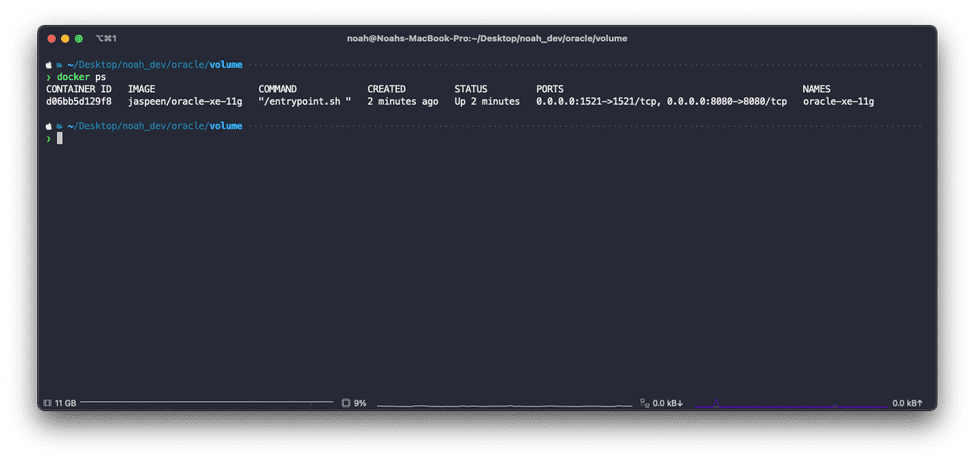 ⌥⌘1 noah@Noahs-MacBook-Pro:~/Desktop/noah_dev/oracle/volume
~/Desktop/noah_dev/oracle/volume
❯ docker ps
CONTAINER ID IMAGE COMMAND CREATED STATUS PORTS NAMES
d06bb5d129f8 jaspeen/oracle-xe-11g "/entrypoint.sh " 2 minutes ago Up 2 minutes 0.0.0.0:1521->1521/tcp, 0.0.0.0:8080->8080/tcp oracle-xe-11g
~/Desktop/noah_dev/oracle/volume
❯
11 GB 9% 0.0 kB↓ 0.0 kB↑